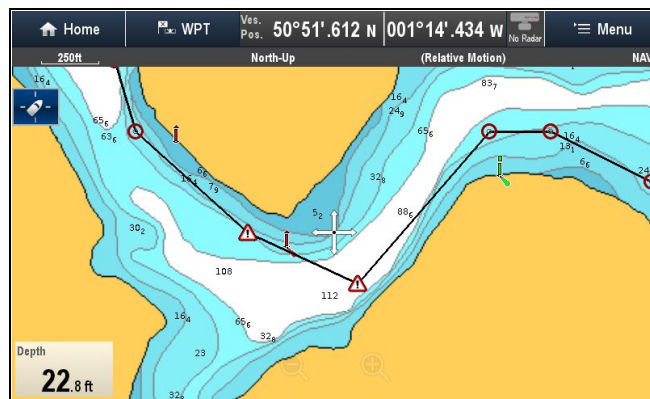 Home
WPT
Ves. Pos. 50°51'.612 N 001°14'.434 W
No Radar
Menu
250ft
North-Up
(Relative Motion)
NAV
16₄
83₇
16₄
24₉
65₆
63₆
65₆
16₄
13₁
6₆
6₆
16₄
7₉
32₈
24
5₂
88₆
30₂
108
112
16₄
65₆
32₈
23
32₈
Depth
22.8 ft